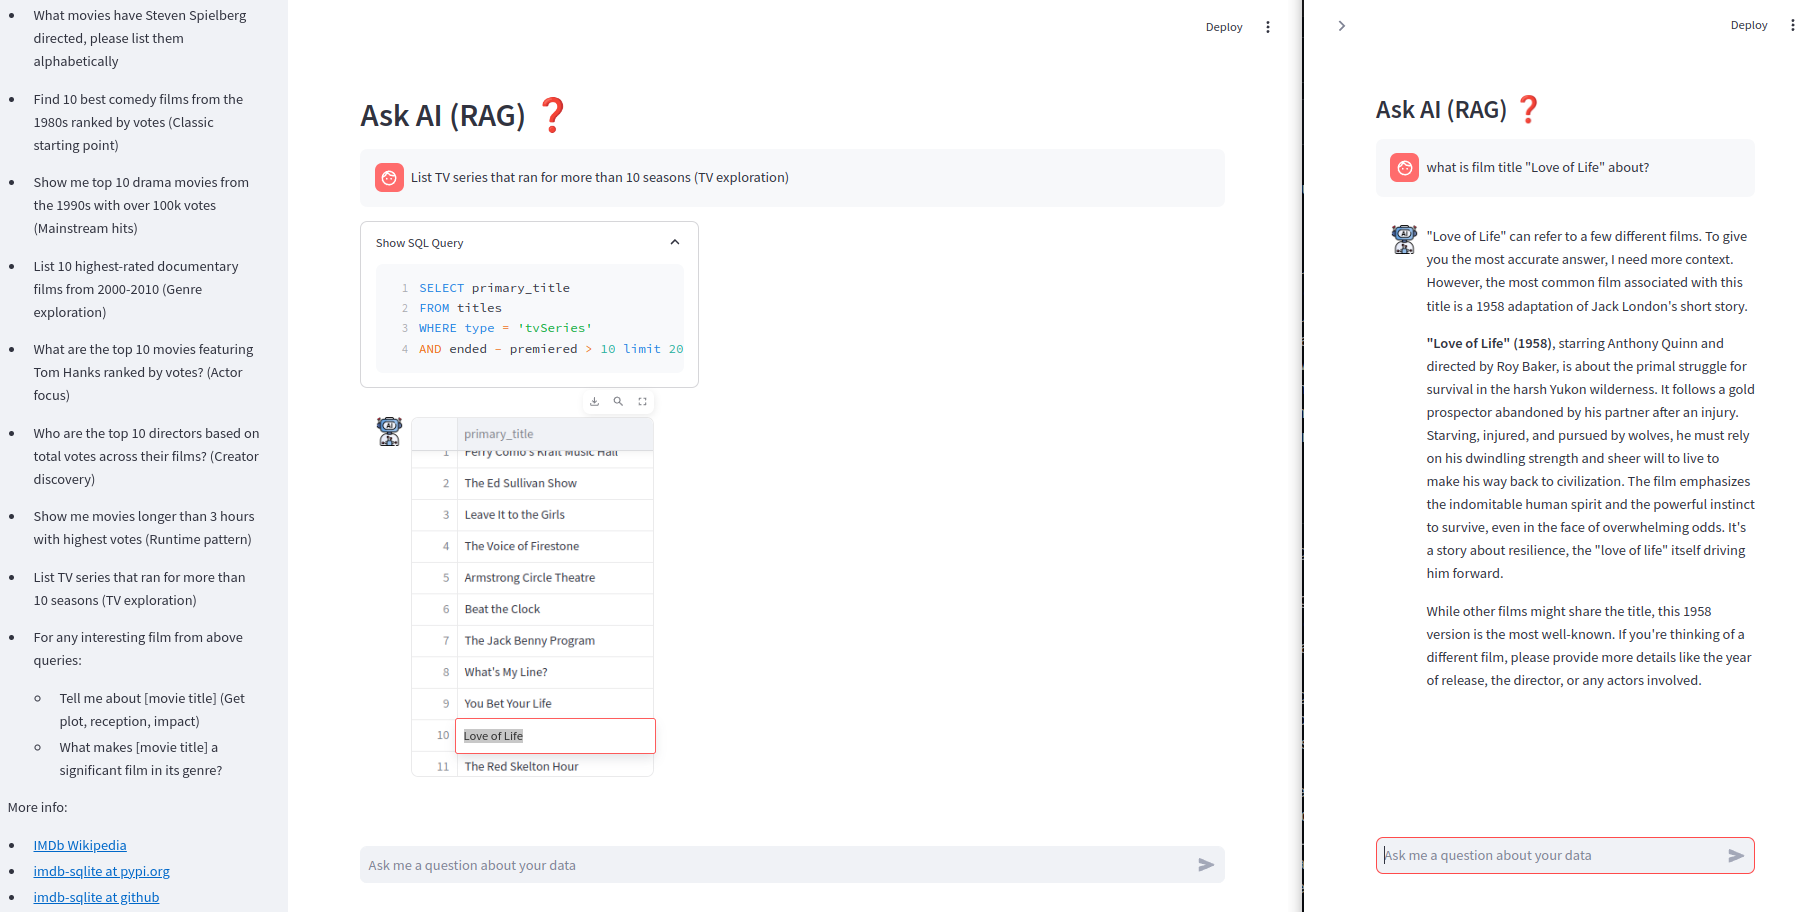 What movies have Steven Spielberg
directed, please list them
alphabetically
Find 10 best comedy films from the
1980s ranked by votes (Classic
starting point)
Show me top 10 drama movies from
the 1990s with over 100k votes
(Mainstream hits)
List 10 highest-rated documentary
films from 2000-2010 (Genre
exploration)
What are the top 10 movies featuring
Tom Hanks ranked by votes? (Actor
focus)
Who are the top 10 directors based on
total votes across their films? (Creator
discovery)
Show me movies longer than 3 hours
with highest votes (Runtime pattern)
List TV series that ran for more than
10 seasons (TV exploration)
For any interesting film from above
queries:
Tell me about [movie title] (Get
plot, reception, impact)
What makes [movie title] a
significant film in its genre?
More info:
IMDb Wikipedia
imdb-sqlite at pypi.org
imdb-sqlite at github
Deploy
Ask AI (RAG) ❓
List TV series that ran for more than 10 seasons (TV exploration)
Show SQL Query
1 SELECT primary_title
2 FROM titles
3 WHERE type = 'tvSeries'
4 AND ended - premiered > 10 limit 20
AI
primary_title
1 Perry Como's Kraft Music Hall
2 The Ed Sullivan Show
3 Leave It to the Girls
4 The Voice of Firestone
5 Armstrong Circle Theatre
6 Beat the Clock
7 The Jack Benny Program
8 What's My Line?
9 You Bet Your Life
10 Love of Life
11 The Red Skelton Hour
Ask me a question about your data
Deploy
Ask AI (RAG) ❓
what is film title "Love of Life" about?
AI
"Love of Life" can refer to a few different films. To give
you the most accurate answer, I need more context.
However, the most common film associated with this
title is a 1958 adaptation of Jack London's short story.
"Love of Life" (1958), starring Anthony Quinn and
directed by Roy Baker, is about the primal struggle for
survival in the harsh Yukon wilderness. It follows a gold
prospector abandoned by his partner after an injury.
Starving, injured, and pursued by wolves, he must rely
on his dwindling strength and sheer will to live to
make his way back to civilization. The film emphasizes
the indomitable human spirit and the powerful instinct
to survive, even in the face of overwhelming odds. It's
a story about resilience, the "love of life" itself driving
him forward.
While other films might share the title, this 1958
version is the most well-known. If you're thinking of a
different film, please provide more details like the year
of release, the director, or any actors involved.
Ask me a question about your data